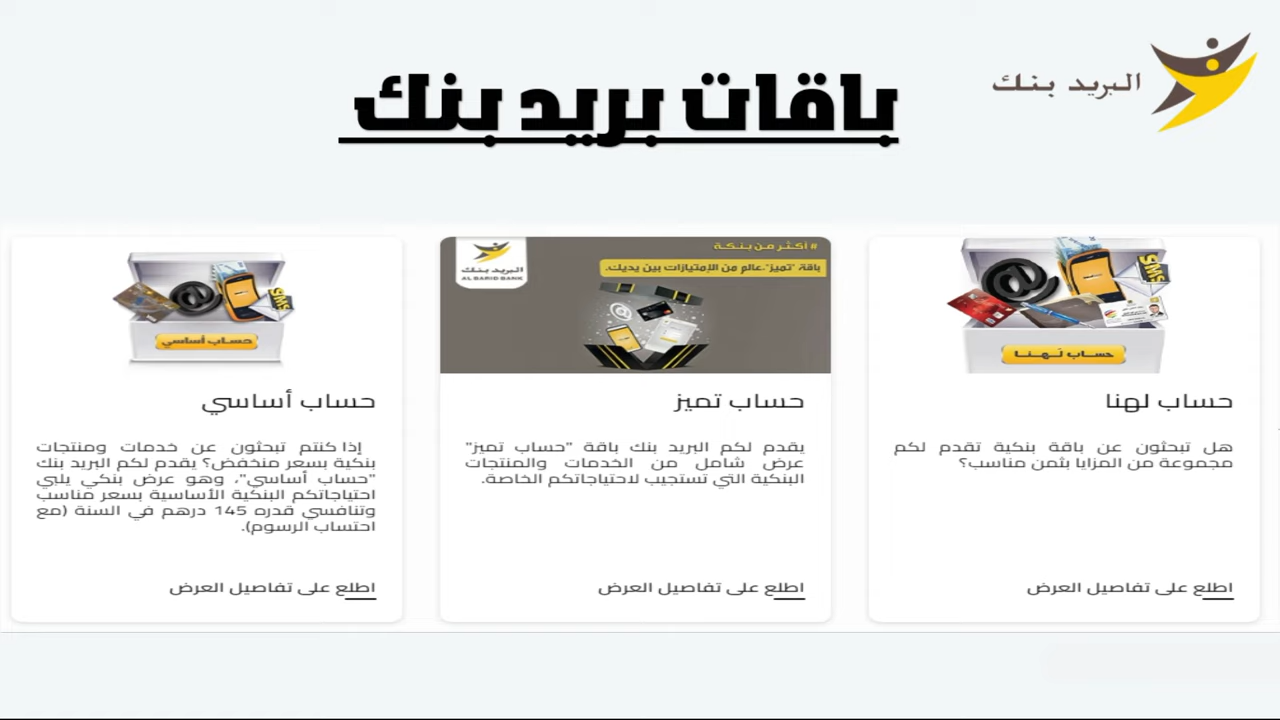 البريد بنك
باقات بريد بنك
حساب لهنا
SMS
حساب لهنا
هل تبحثون عن باقة بنكية تقدم لكم
مجموعة من المزايا بثمن مناسب؟
اطلع على تفاصيل العرض
# أكثر من بنكة
باقة "تميز"،عالم من الإمتيازات بين يديك.
البريد بنك
AL BARID BANK
حساب تميز
يقدم لكم البريد بنك باقة "حساب تميز"
عرض شامل من الخدمات والمنتجات
البنكية التي تستجيب لاحتياجاتكم الخاصة.
اطلع على تفاصيل العرض
SMS
حساب أساسي
حساب أساسي
إذا كنتم تبحثون عن خدمات ومنتجات
بنكية بسعر منخفض؟ يقدم لكم البريد بنك
"حساب أساسي"، وهو عرض بنكي يلبي
احتياجاتكم البنكية الأساسية بسعر مناسب
وتنافسي قدره 145 درهم في السنة (مع
احتساب الرسوم).
اطلع على تفاصيل العرض